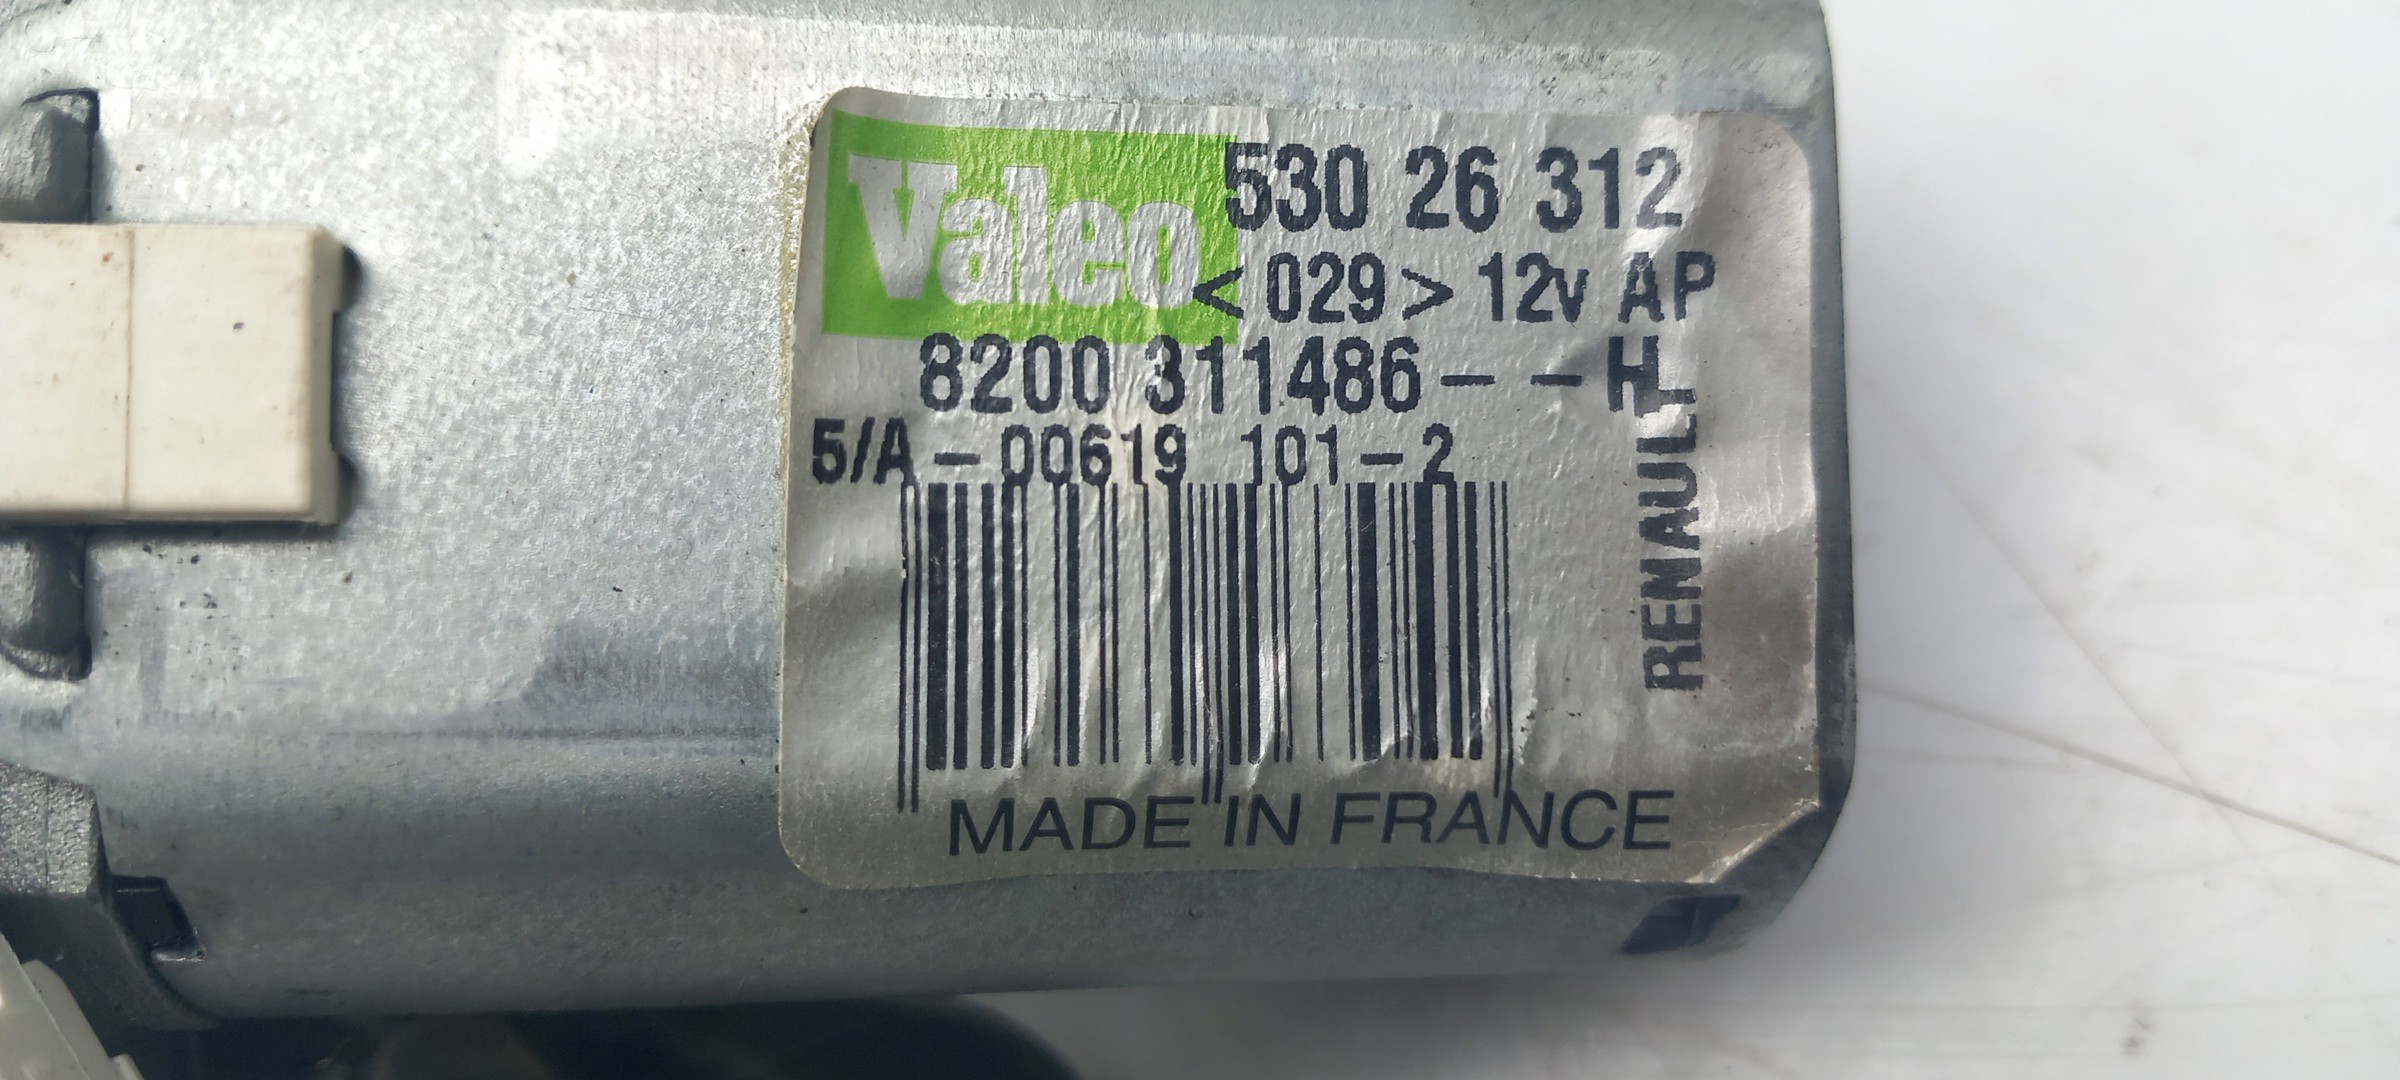 Valeo 530 26 312
< 029 > 12v AP
8200 311486 - - H
5/A - 00619 101 - 2
RENAULT
MADE IN FRANCE